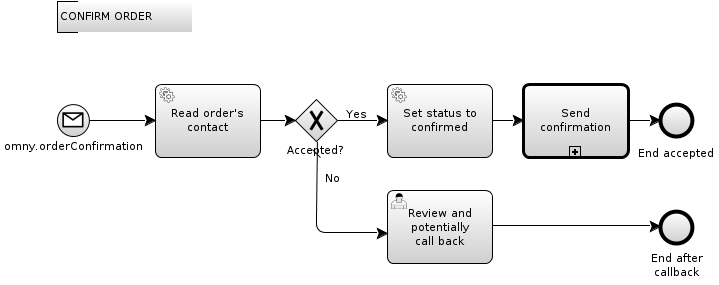 CONFIRM ORDER
omny.orderConfirmation
Read order's
contact
Accepted?
Yes
No
Set status to
confirmed
Send
confirmation
End accepted
Review and
potentially
call back
End after
callback